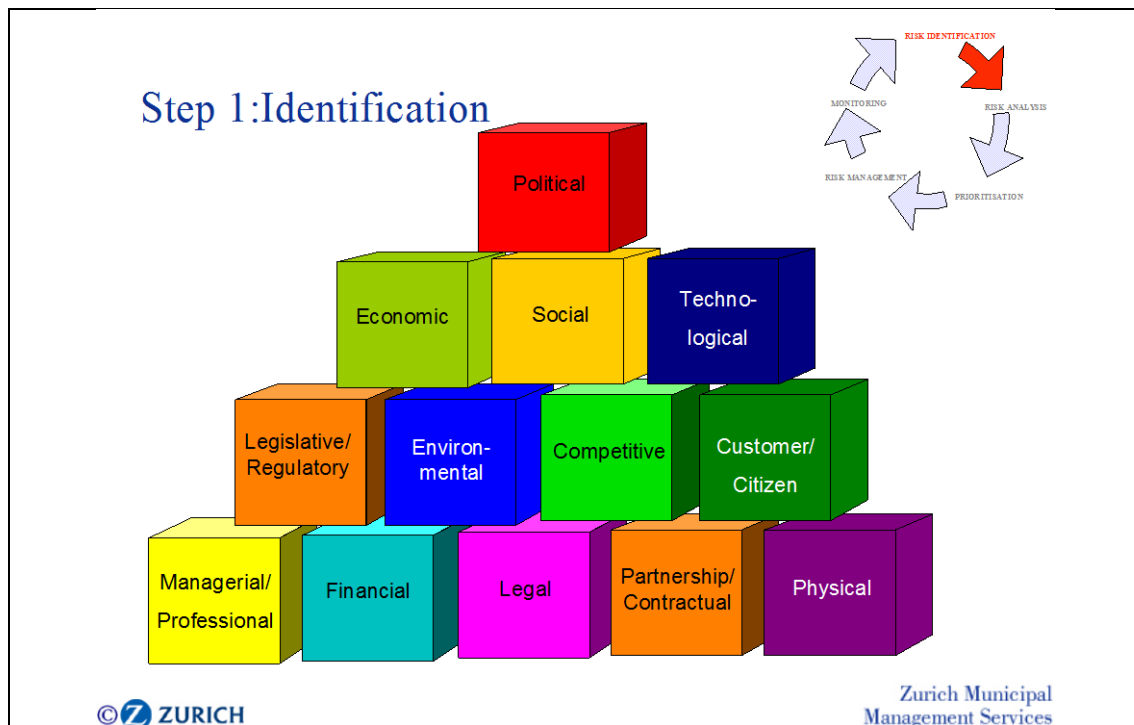 RISK IDENTIFICATION
Step 1:Identification
MONITORING
RISK ANALYSIS
RISK MANAGEMENT
PRIORITISATION
Political
Economic
Social
Techno-
logical
Legislative/
Regulatory
Environ-
mental
Competitive
Customer/
Citizen
Managerial/
Professional
Financial
Legal
Partnership/
Contractual
Physical
© Z ZURICH
Zurich Municipal
Management Services